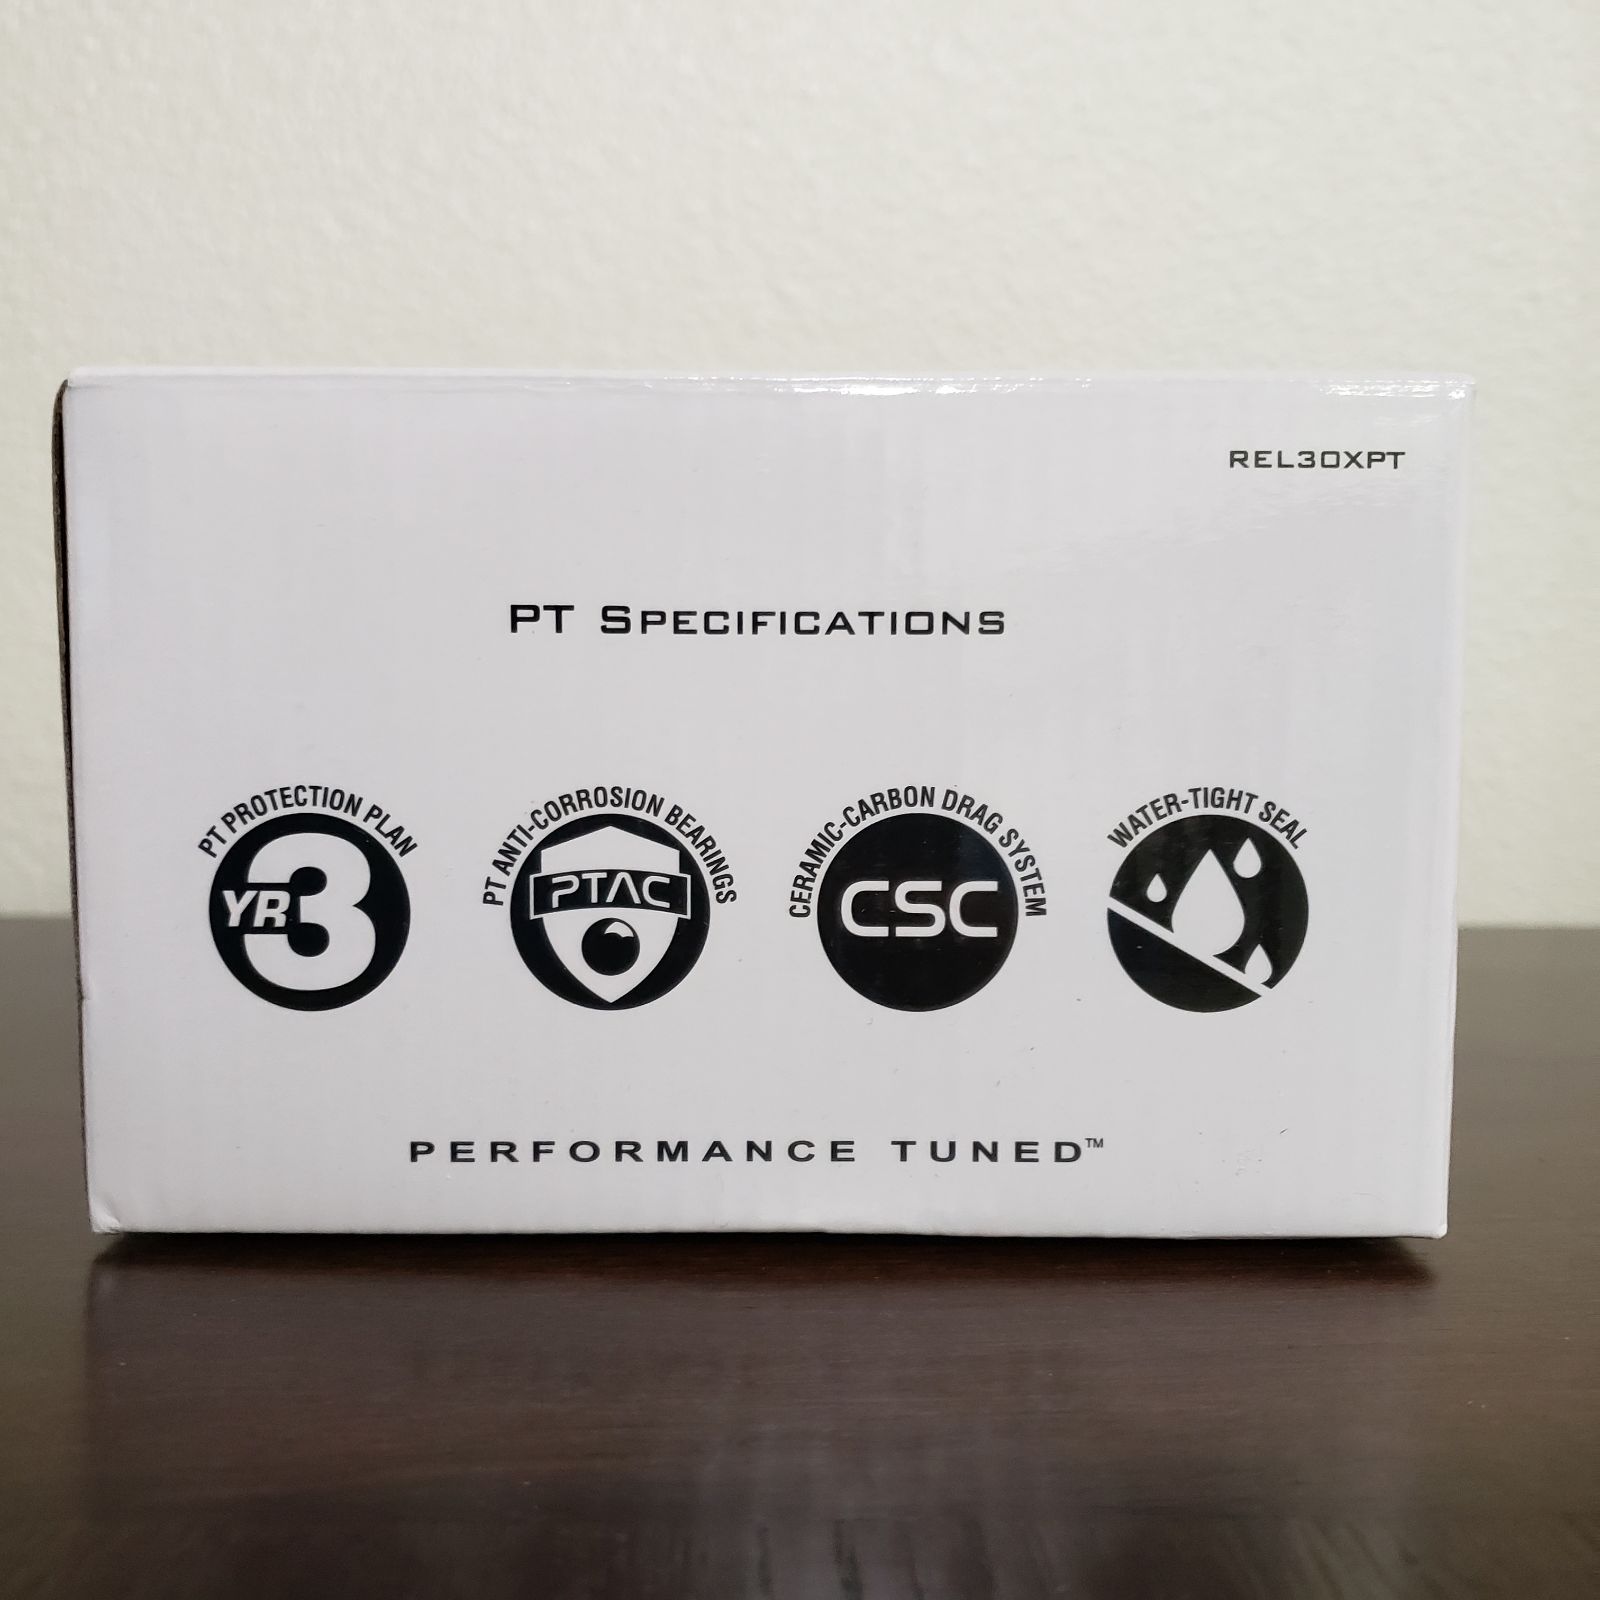 REL30XPT
PT SPECIFICATIONS
PT PROTECTION PLAN
YR3
PT ANTI-CORROSION BEARINGS
PTAC
CERAMIC-CARBON DRAG SYSTEM
CSC
WATER-TIGHT SEAL
PERFORMANCE TUNED™